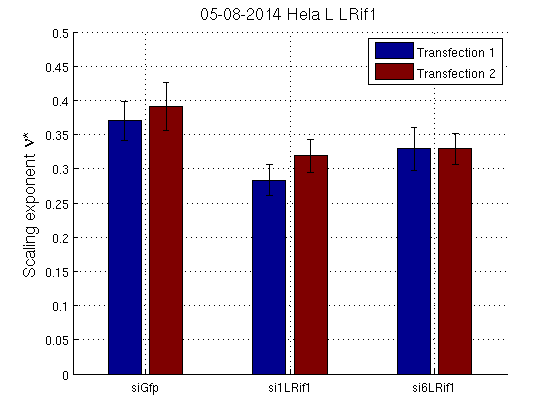 05-08-2014 Hela L LRif1
0.5
0.45
0.4
0.35
0.3
0.25
0.2
0.15
0.1
0.05
0
Scaling exponent ν*
Transfection 1
Transfection 2
siGfp
si1LRif1
si6LRif1